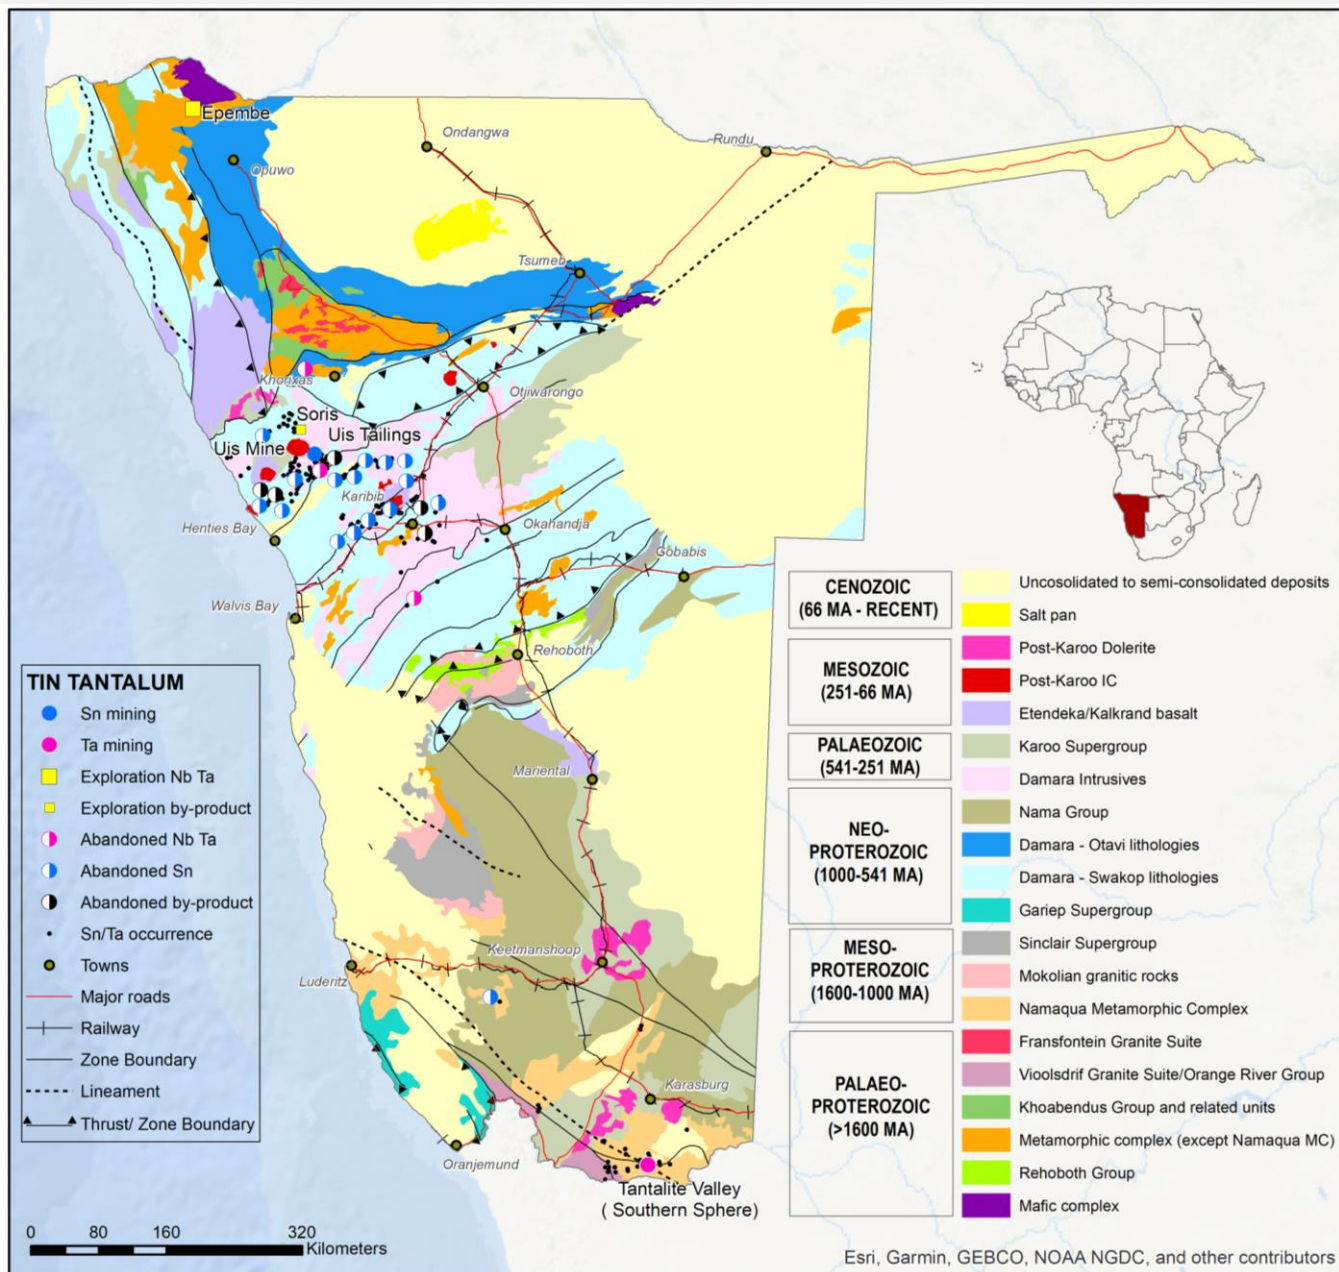 Epembe
Ondangwa
Rundu
Opuwo
Tsumeb
Khorixas
Otjiwarongo
Soris
Uis Tailings
Uis Mine
Karibib
Henties Bay
Okahandja
Gobabis
Walvis Bay
Rehoboth
Mariental
Keetmanshoop
Luderitz
Karasburg
Oranjemund
Tantalite Valley
( Southern Sphere)
TIN TANTALUM
Sn mining
Ta mining
Exploration Nb Ta
Exploration by-product
Abandoned Nb Ta
Abandoned Sn
Abandoned by-product
Sn/Ta occurrence
Towns
Major roads
Railway
Zone Boundary
Lineament
Thrust/ Zone Boundary
0 80 160 320
Kilometers
CENOZOIC
(66 MA - RECENT)
MESOZOIC
(251-66 MA)
PALAEOZOIC
(541-251 MA)
NEO-
PROTEROZOIC
(1000-541 MA)
MESO-
PROTEROZOIC
(1600-1000 MA)
PALAEO-
PROTEROZOIC
(>1600 MA)
Uncosolidated to semi-consolidated deposits
Salt pan
Post-Karoo Dolerite
Post-Karoo IC
Etendeka/Kalkrand basalt
Karoo Supergroup
Damara Intrusives
Nama Group
Damara - Otavi lithologies
Damara - Swakop lithologies
Gariep Supergroup
Sinclair Supergroup
Mokolian granitic rocks
Namaqua Metamorphic Complex
Fransfontein Granite Suite
Vioolsdrif Granite Suite/Orange River Group
Khoabendus Group and related units
Metamorphic complex (except Namaqua MC)
Rehoboth Group
Mafic complex
Esri, Garmin, GEBCO, NOAA NGDC, and other contributors